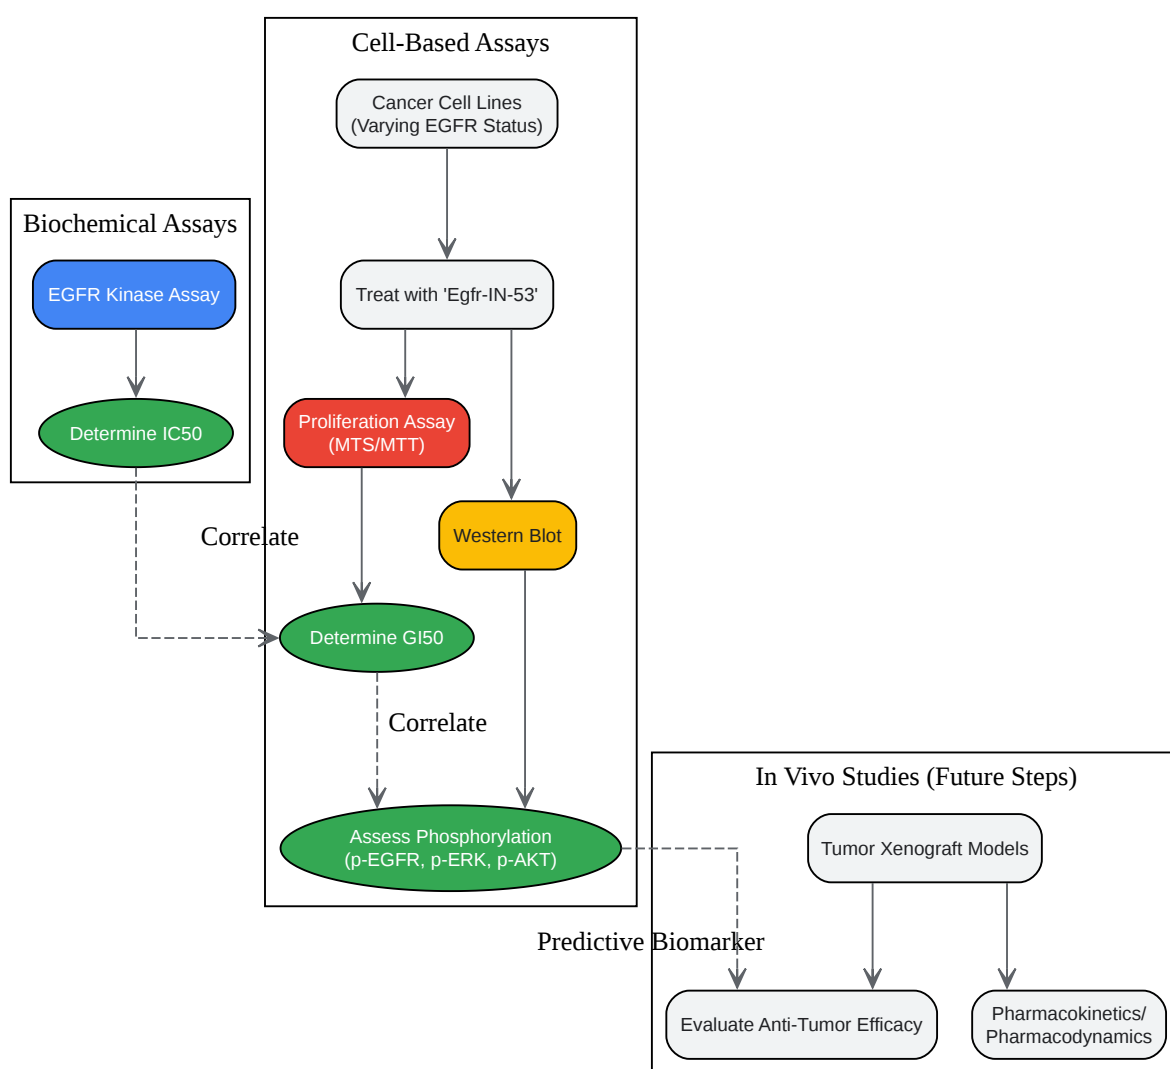 Cell-Based Assays
Cancer Cell Lines
(Varying EGFR Status)
Biochemical Assays
EGFR Kinase Assay
Treat with 'Egfr-IN-53'
Proliferation Assay
(MTS/MTT)
Determine IC50
Correlate
Western Blot
Determine GI50
Correlate
In Vivo Studies (Future Steps)
Assess Phosphorylation
(p-EGFR, p-ERK, p-AKT)
Tumor Xenograft Models
Predictive Biomarker
Evaluate Anti-Tumor Efficacy
Pharmacokinetics/
Pharmacodynamics